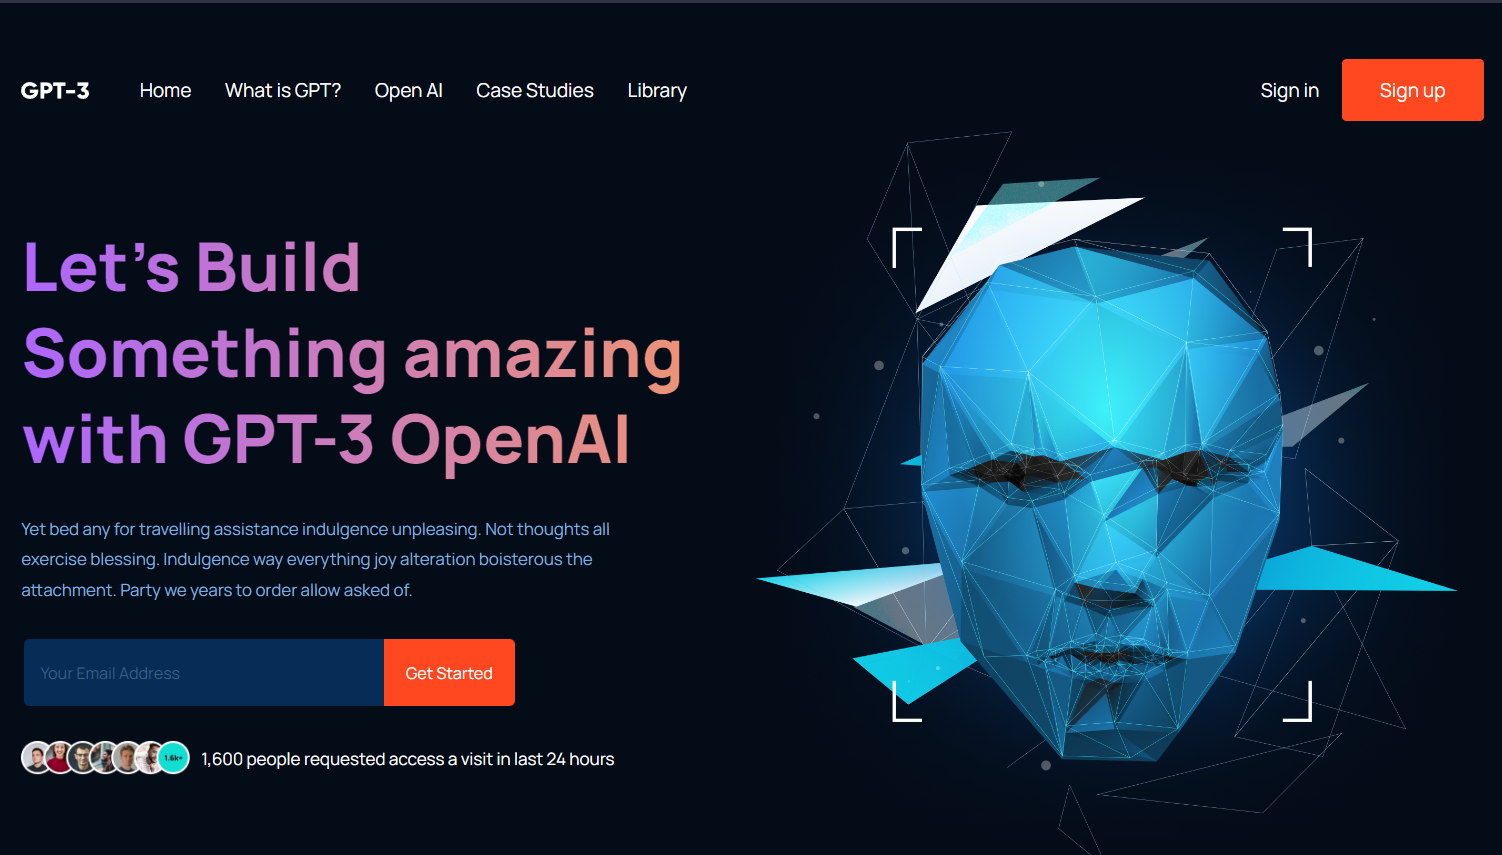 GPT-3
Home
What is GPT?
Open AI
Case Studies
Library
Sign in
Sign up
Let’s Build
Something amazing
with GPT-3 OpenAI
Yet bed any for travelling assistance indulgence unpleasing. Not thoughts all
exercise blessing. Indulgence way everything joy alteration boisterous the
attachment. Party we years to order allow asked of.
Your Email Address
Get Started
1.6k+
1,600 people requested access a visit in last 24 hours